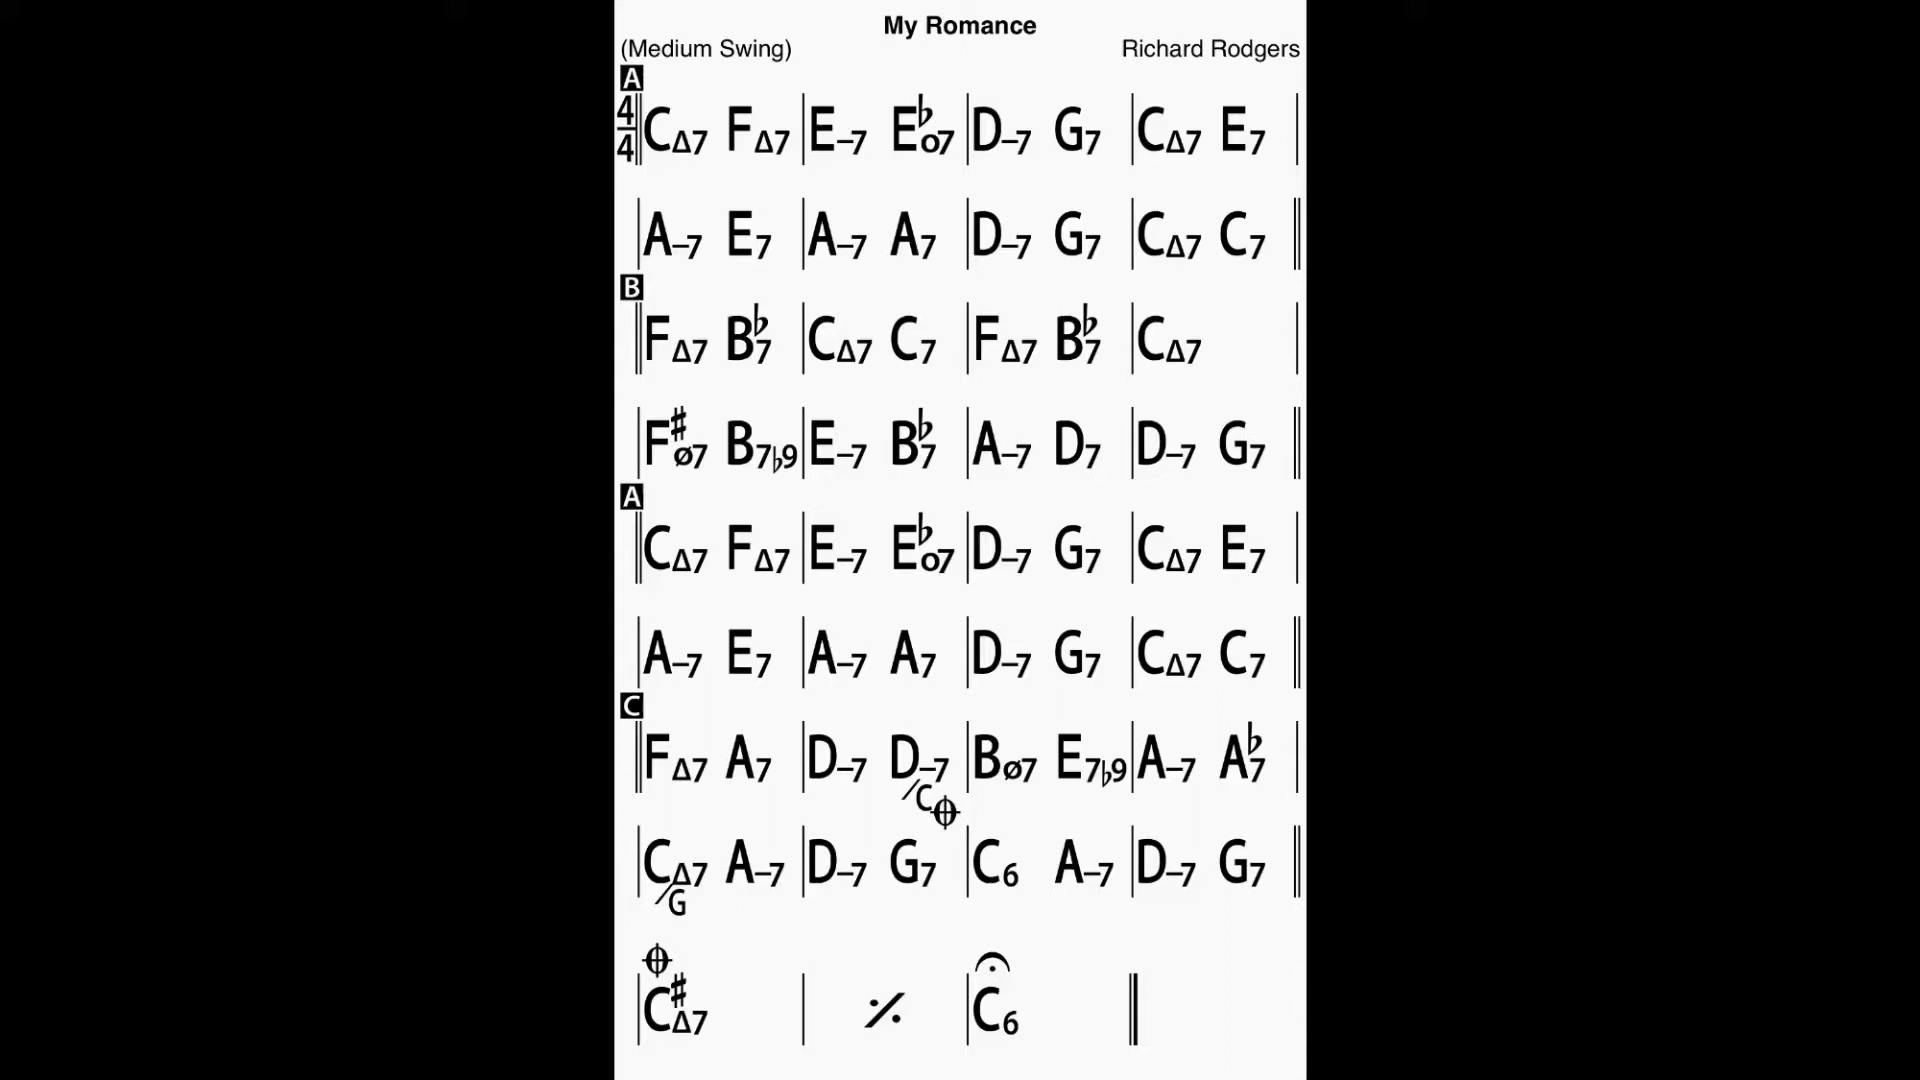 My Romance
(Medium Swing) Richard Rodgers
A
4/4 CΔ7 FΔ7 | E–7 E♭o7 | D–7 G7 | CΔ7 E7 |
| A–7 E7 | A–7 A7 | D–7 G7 | CΔ7 C7 ||
B
|| FΔ7 B♭7 | CΔ7 C7 | FΔ7 B♭7 | CΔ7 |
| F♯ø7 B7♭9 | E–7 B♭7 | A–7 D7 | D–7 G7 ||
A
|| CΔ7 FΔ7 | E–7 E♭o7 | D–7 G7 | CΔ7 E7 |
| A–7 E7 | A–7 A7 | D–7 G7 | CΔ7 C7 ||
C
|| FΔ7 A7 | D–7 D–7/C | Bø7 E7♭9 | A–7 A♭7 |
| CΔ7/G A–7 | D–7 G7 | C6 A–7 | D–7 G7 ||
| C♯Δ7 | 𝄎 | C6 ||